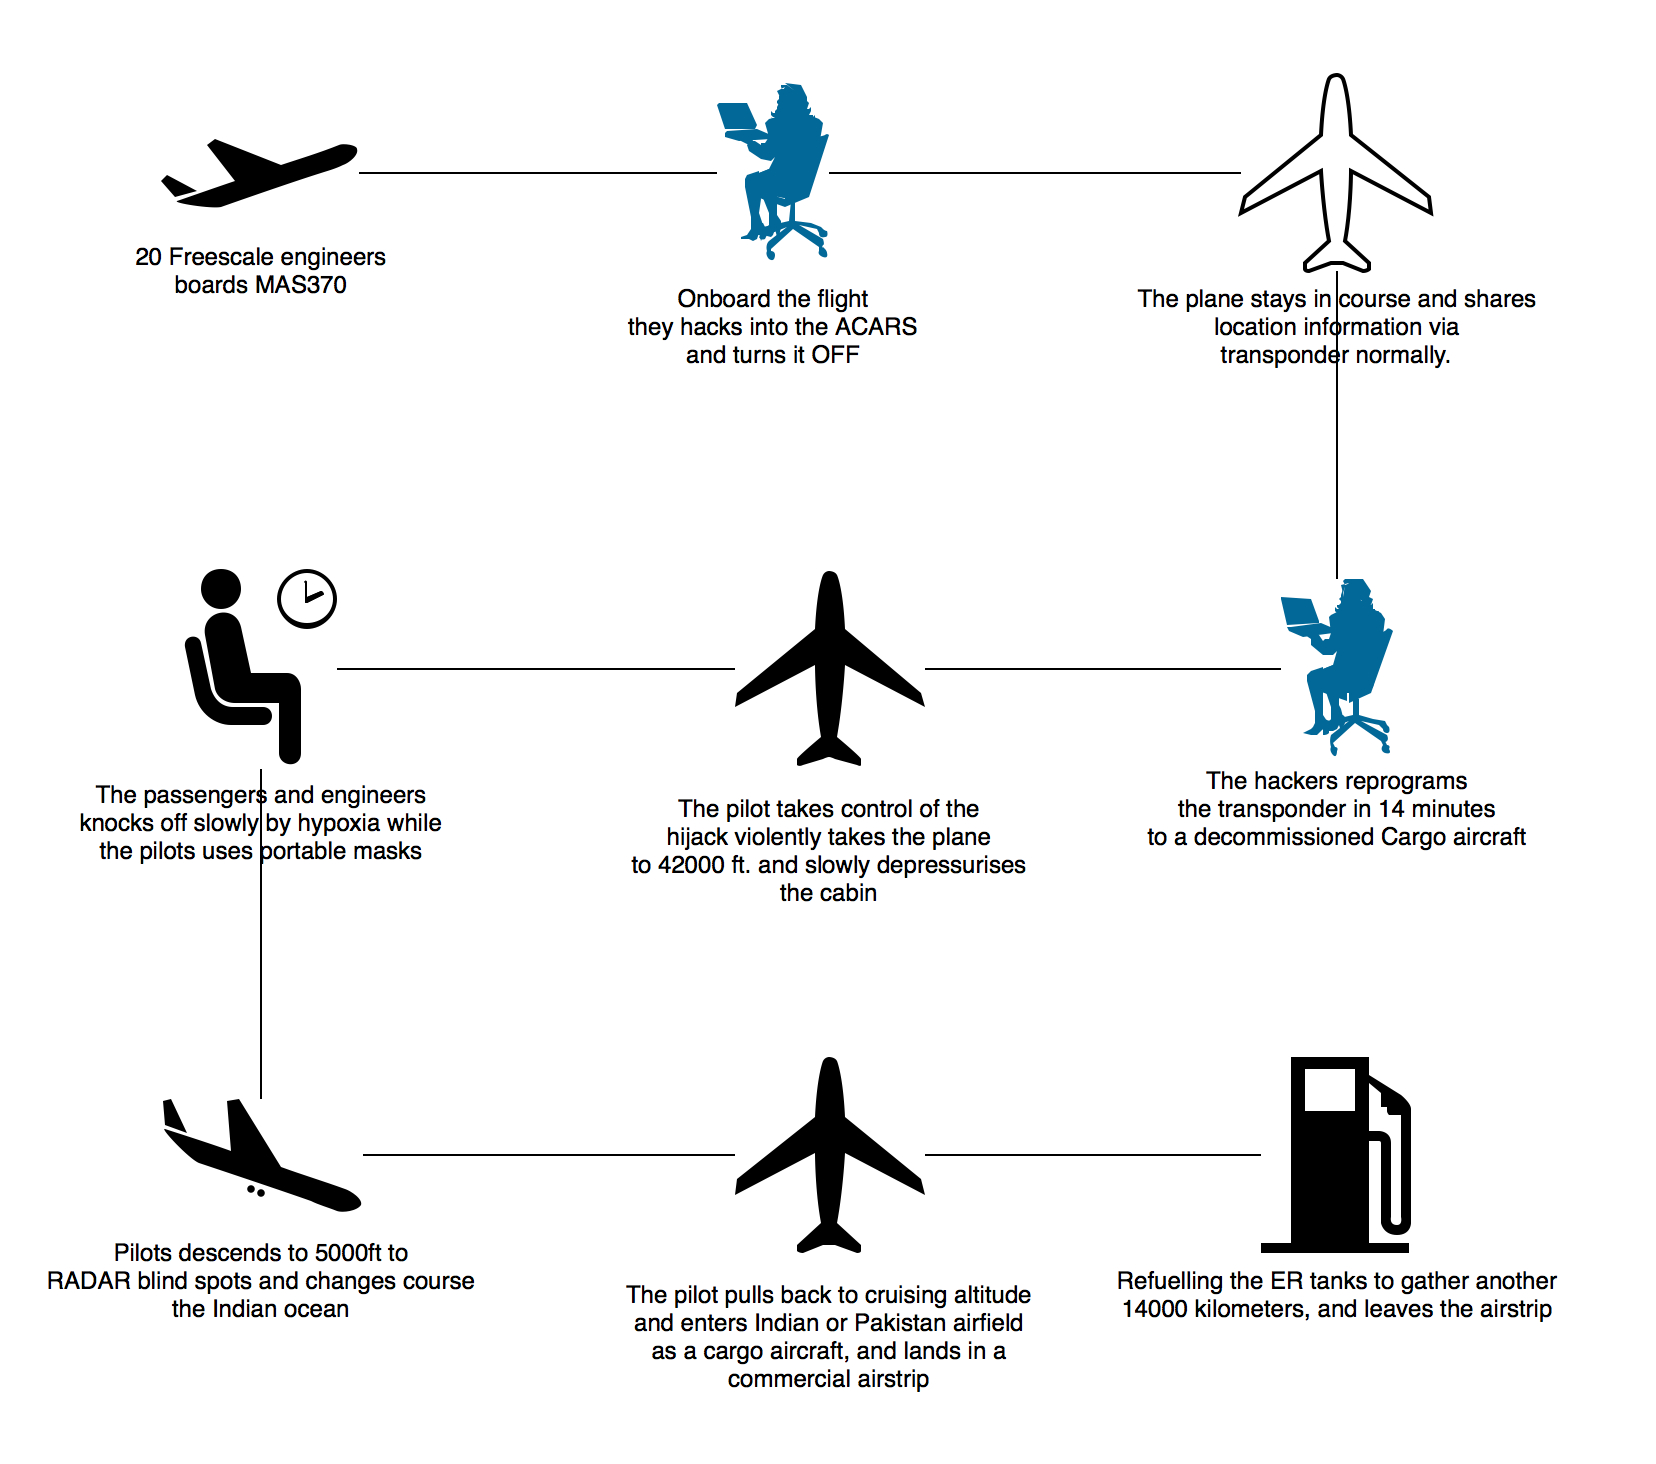 20 Freescale engineers
boards MAS370
Onboard the flight
they hacks into the ACARS
and turns it OFF
The plane stays in course and shares
location information via
transponder normally.
The hackers reprograms
the transponder in 14 minutes
to a decommissioned Cargo aircraft
The pilot takes control of the
hijack violently takes the plane
to 42000 ft. and slowly depressurises
the cabin
The passengers and engineers
knocks off slowly by hypoxia while
the pilots uses portable masks
Pilots descends to 5000ft to
RADAR blind spots and changes course
the Indian ocean
The pilot pulls back to cruising altitude
and enters Indian or Pakistan airfield
as a cargo aircraft, and lands in a
commercial airstrip
Refuelling the ER tanks to gather another
14000 kilometers, and leaves the airstrip